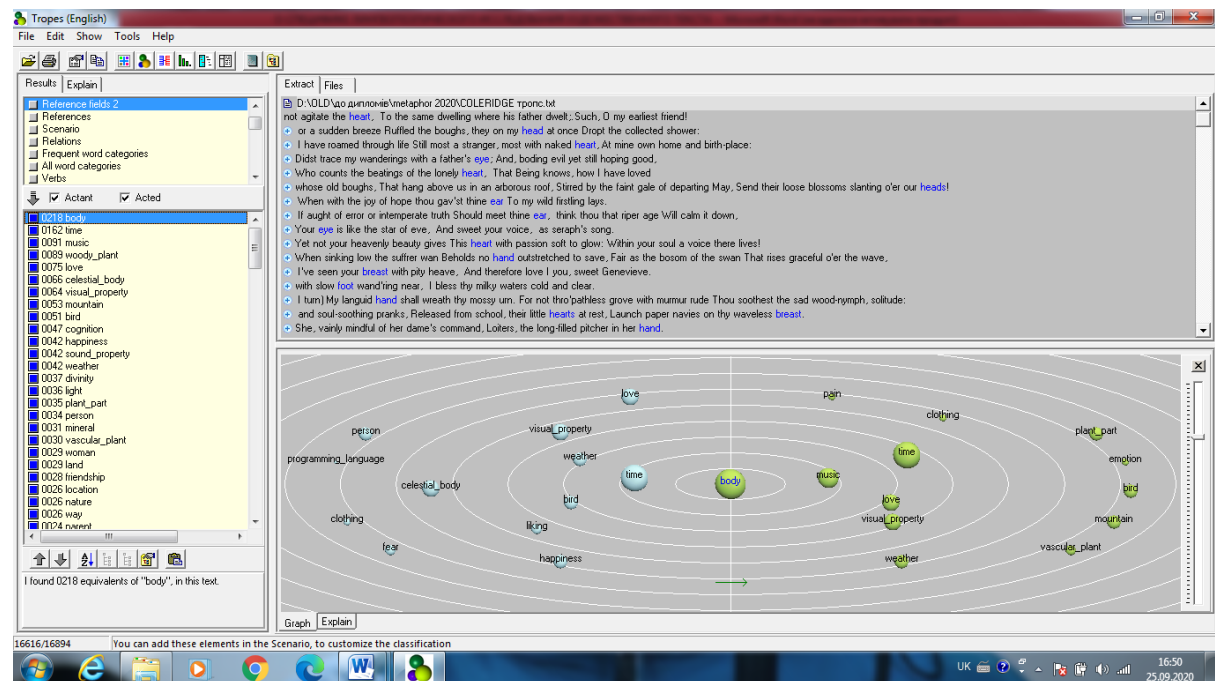 Tropes (English)
File Edit Show Tools Help
Results Explain
Reference fields 2
References
Scenario
Relations
Frequent word categories
All word categories
Verbs
Actant Acted
0218 body
0162 time
0091 music
0089 woody_plant
0075 love
0066 celestial_body
0064 visual_property
0053 mountain
0051 bird
0047 cognition
0042 happiness
0042 sound_property
0042 weather
0037 divinity
0036 light
0035 plant_part
0034 person
0031 mineral
0030 vascular_plant
0029 woman
0029 land
0028 friendship
0026 location
0026 nature
0026 way
0024 parent
I found 0218 equivalents of "body", in this text.
Extract Files
D:\OLD\до дипломів\metaphor 2020\COLERIDGE тропс.txt
not agitate the heart, To the same dwelling where his father dwelt;. Such, O my earliest friend!
or a sudden breeze Ruffled the boughs, they on my head at once Dropt the collected shower:
I have roamed through life Still most a stranger, most with naked heart, At mine own home and birth-place:
Didst trace my wanderings with a father's eye; And, boding evil yet still hoping good,
Who counts the beatings of the lonely heart, That Being knows, how I have loved
whose old boughs, That hang above us in an arborous roof, Stirred by the faint gale of departing May, Send their loose blossoms slanting o'er our heads!
When with the joy of hope thou gav'st thine ear To my wild firstling lays.
If aught of error or intemperate truth Should meet thine ear, think thou that riper age Will calm it down,
Your eye is like the star of eve, And sweet your voice, as seraph's song.
Yet not your heavenly beauty gives This heart with passion soft to glow: Within your soul a voice there lives!
When sinking low the suffrer wan Beholds no hand outstretched to save, Fair as the bosom of the swan That rises graceful o'er the wave,
I've seen your breast with pity heave, And therefore love I you, sweet Genevieve.
with slow foot wand'ring near, I bless thy milky waters cold and clear.
I turn) My languid hand shall wreath thy mossy urn. For not thro'pathless grove with murmur rude Thou soothest the sad wood-nymph, solitude:
and soul-soothing pranks, Released from school, their little hearts at rest, Launch paper navies on thy waveless breast.
She, vainly mindful of her dame's command, Loiters, the long-filled pitcher in her hand.
love
pain
clothing
person
visual_property
plant_part
programming_language
weather
time
emotion
celestial_body
time
body
music
bird
bird
love
clothing
liking
visual_property
mountain
fear
happiness
weather
vascular_plant
Graph Explain
16616/16894 You can add these elements in the Scenario, to customize the classification
UK
16:50
25.09.2020